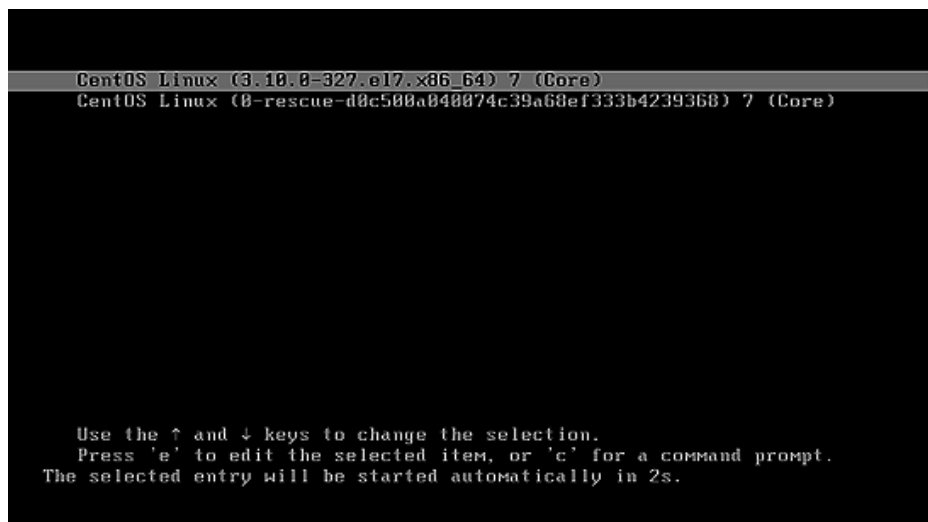 CentOS Linux (3.10.0-327.el7.x86_64) 7 (Core)
CentOS Linux (0-rescue-d0c500a040074c39a68ef333b4239368) 7 (Core)
Use the ↑ and ↓ keys to change the selection.
Press 'e' to edit the selected item, or 'c' for a command prompt.
The selected entry will be started automatically in 2s.